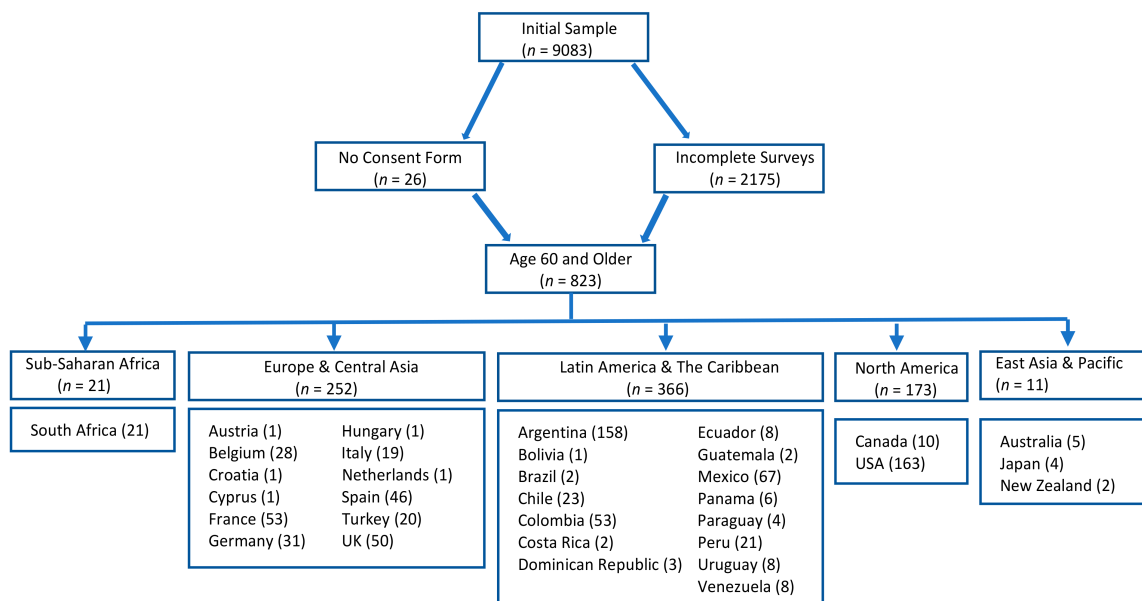 Initial Sample
(n = 9083)
No Consent Form
(n = 26)
Incomplete Surveys
(n = 2175)
Age 60 and Older
(n = 823)
Sub-Saharan Africa
(n = 21)
Europe & Central Asia
(n = 252)
Latin America & The Caribbean
(n = 366)
North America
(n = 173)
East Asia & Pacific
(n = 11)
South Africa (21)
Austria (1)
Belgium (28)
Croatia (1)
Cyprus (1)
France (53)
Germany (31)
Hungary (1)
Italy (19)
Netherlands (1)
Spain (46)
Turkey (20)
UK (50)
Argentina (158)
Bolivia (1)
Brazil (2)
Chile (23)
Colombia (53)
Costa Rica (2)
Dominican Republic (3)
Ecuador (8)
Guatemala (2)
Mexico (67)
Panama (6)
Paraguay (4)
Peru (21)
Uruguay (8)
Venezuela (8)
Canada (10)
USA (163)
Australia (5)
Japan (4)
New Zealand (2)